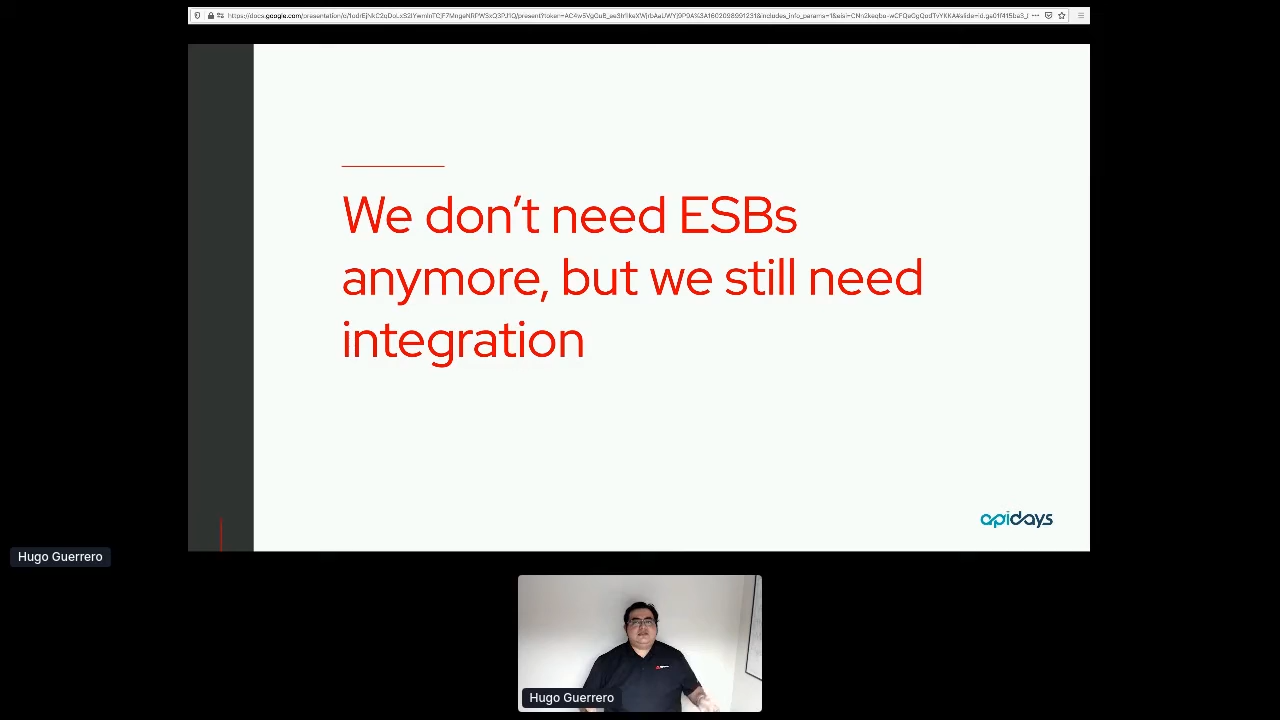 We don’t need ESBs
anymore, but we still need
integration
apidays
Hugo Guerrero
Hugo Guerrero